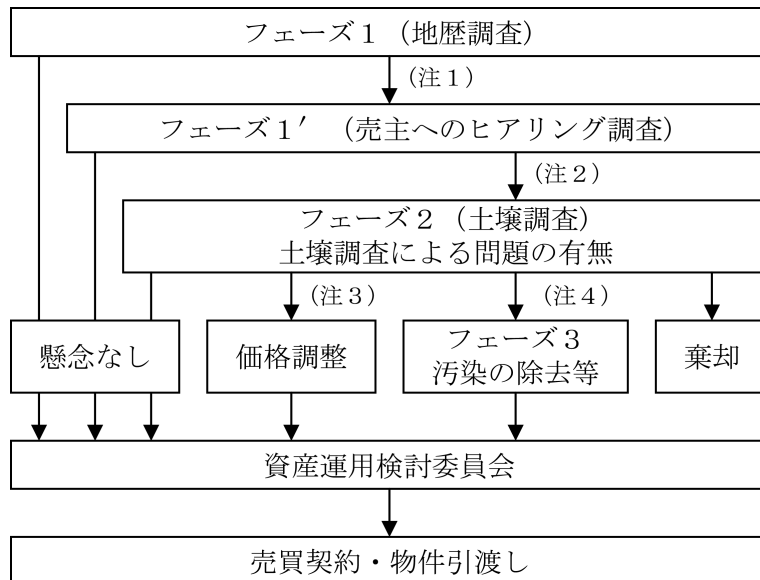 フェーズ１（地歴調査）
（注１）
フェーズ１′（売主へのヒアリング調査）
（注２）
フェーズ２（土壌調査）
土壌調査による問題の有無
（注３）
（注４）
懸念なし
価格調整
フェーズ３
汚染の除去等
棄却
資産運用検討委員会
売買契約・物件引渡し